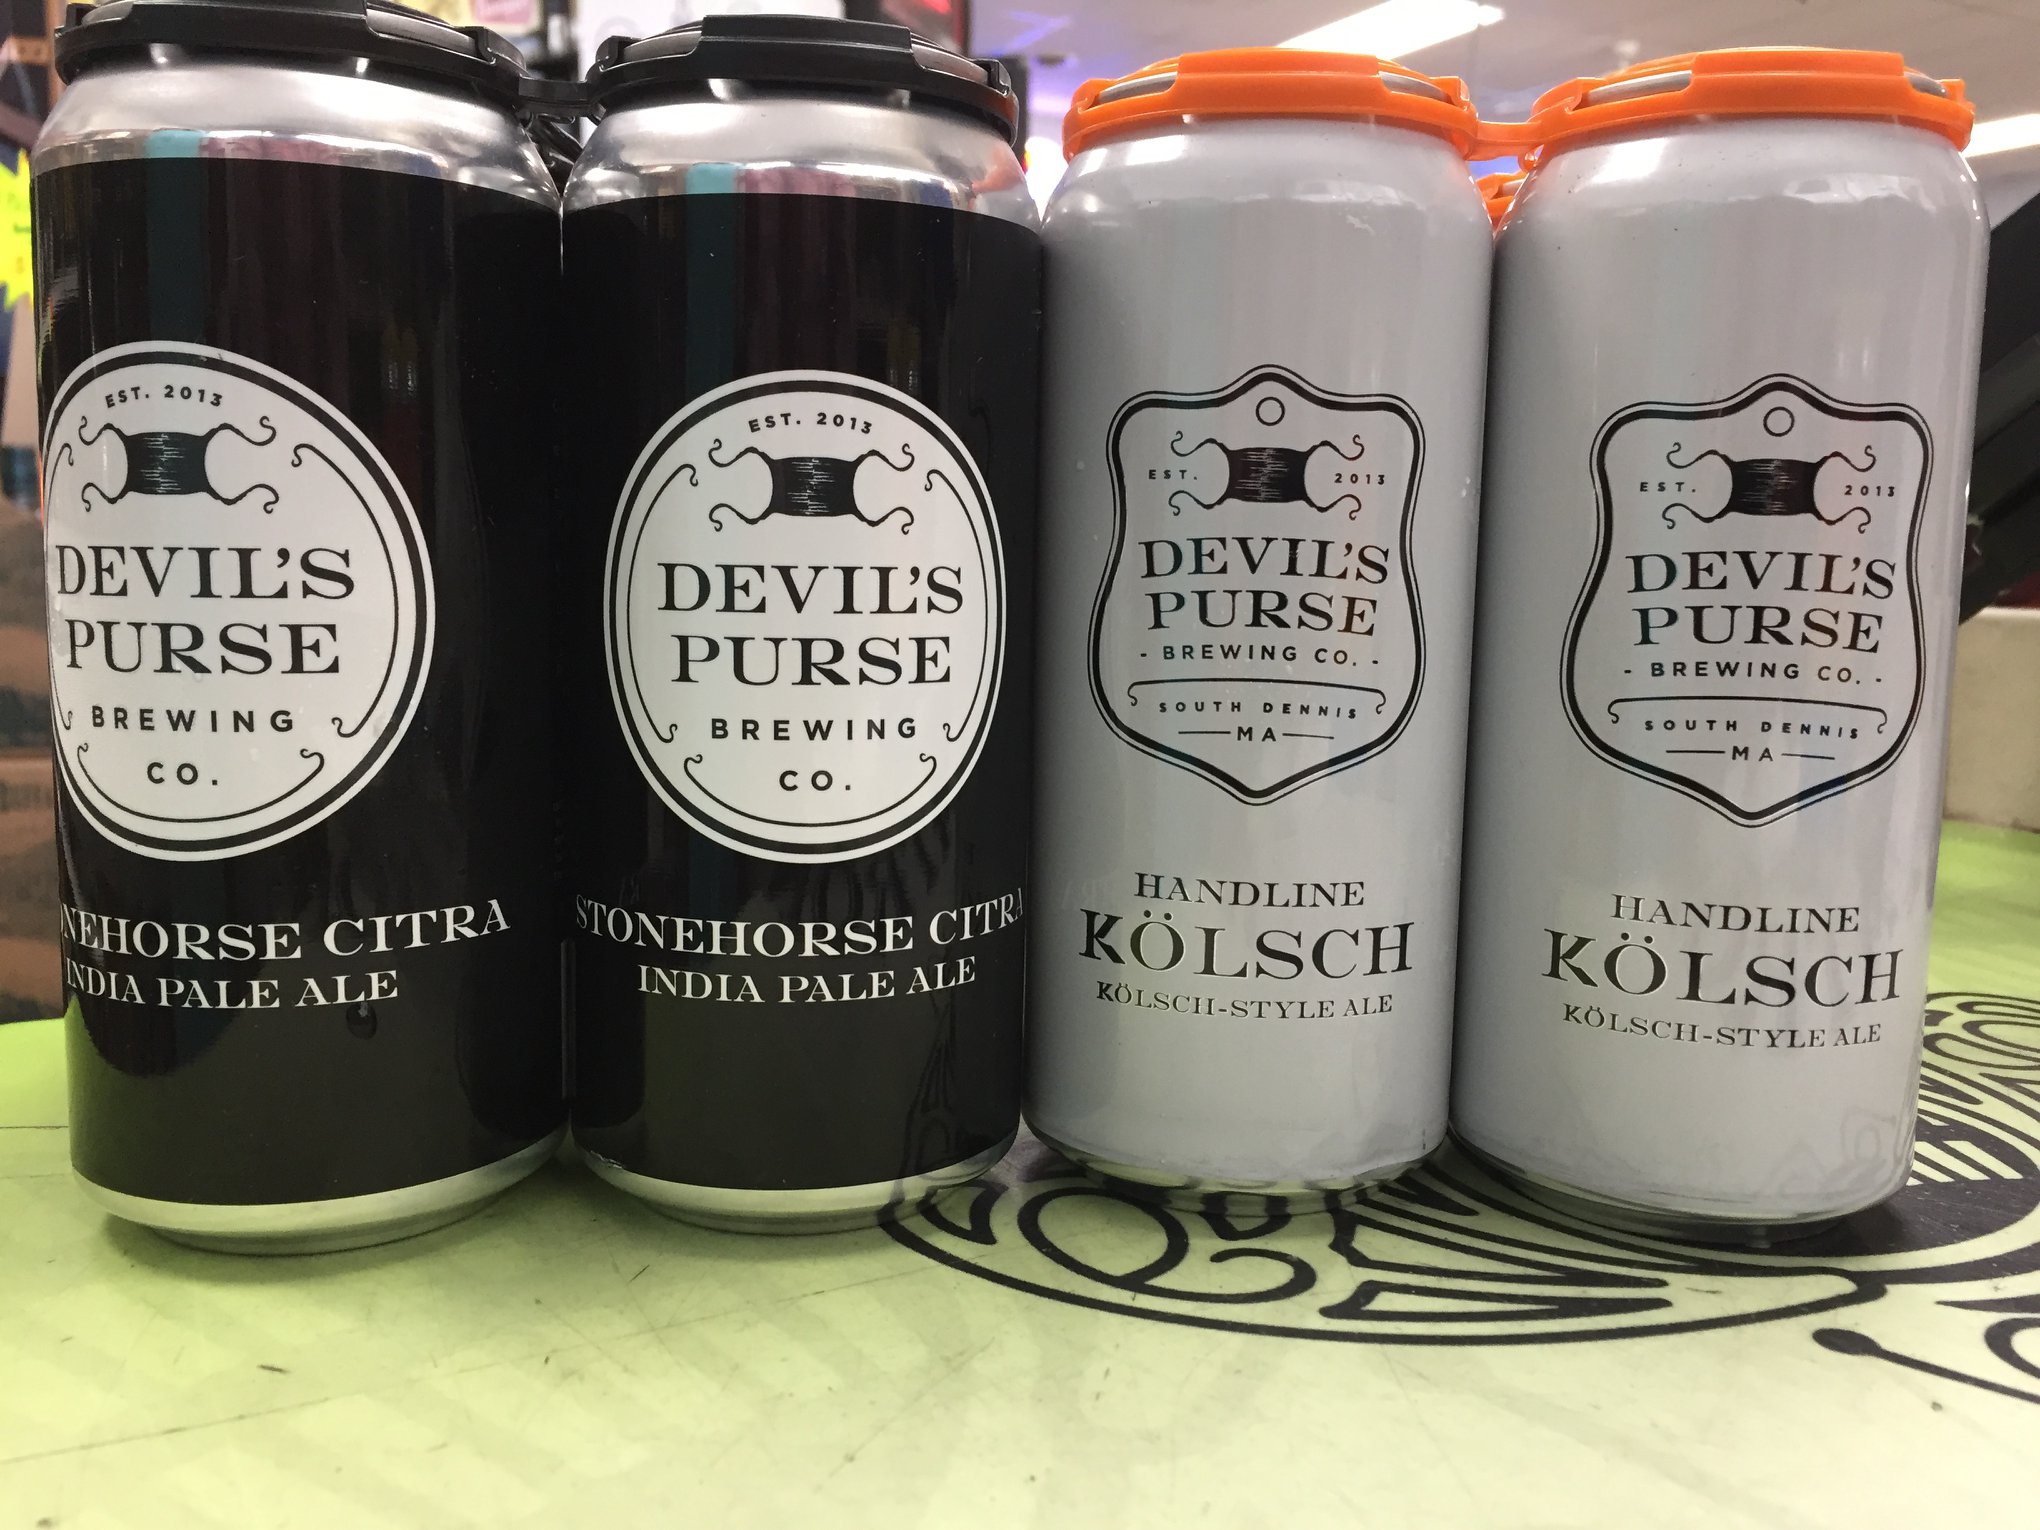 EST. 2013
DEVIL'S
PURSE
BREWING
CO.
NEHORSE CITRA
INDIA PALE ALE
EST. 2013
DEVIL'S
PURSE
BREWING
CO.
STONEHORSE CITRA
INDIA PALE ALE
EST. 2013
DEVIL'S
PURSE
- BREWING CO. -
SOUTH DENNIS
MA
HANDLINE
KÖLSCH
KÖLSCH-STYLE ALE
EST. 2013
DEVIL'S
PURSE
- BREWING CO. -
SOUTH DENNIS
MA
HANDLINE
KÖLSCH
KÖLSCH-STYLE ALE